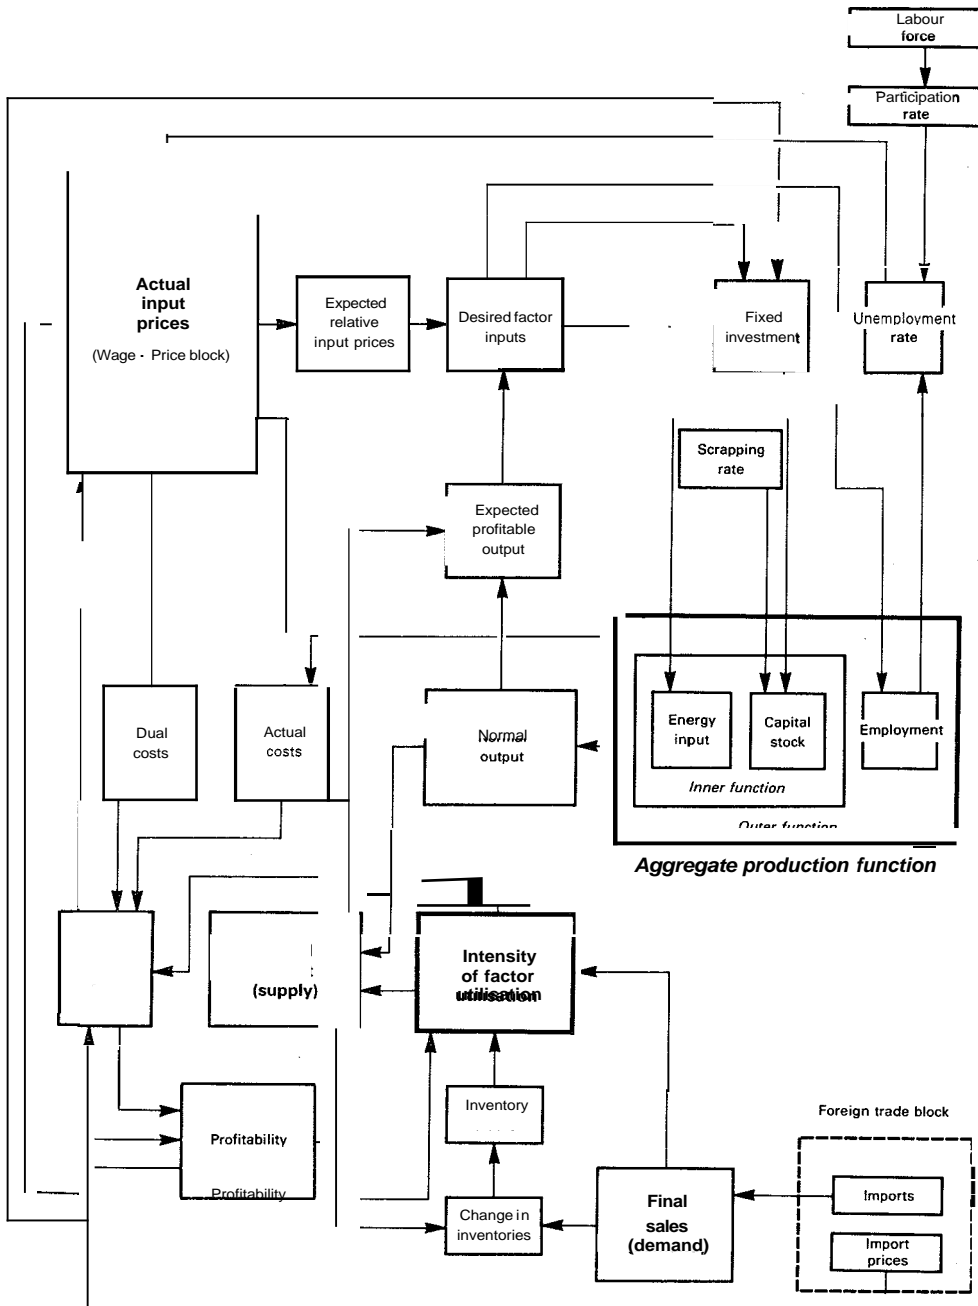 Labour
force
Participation
rate
Actual
input
prices
(Wage - Price block)
Expected
relative
input prices
Desired factor
inputs
Fixed
investment
Unemployment
rate
Scrapping
rate
Expected
profitable
output
Dual
costs
Actual
costs
Normal
output
Energy
input
Capital
stock
Employment
Inner function
Outer function
Aggregate production function
(supply)
Intensity
of factor
utilisation
Inventory
Profitability
Profitability
Change in
inventories
Final
sales
(demand)
Foreign trade block
Imports
Import
prices